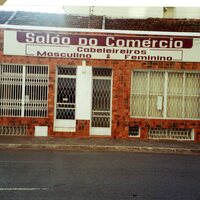 Salão do Comércio
Cabeleireiros
Masculino & Feminino